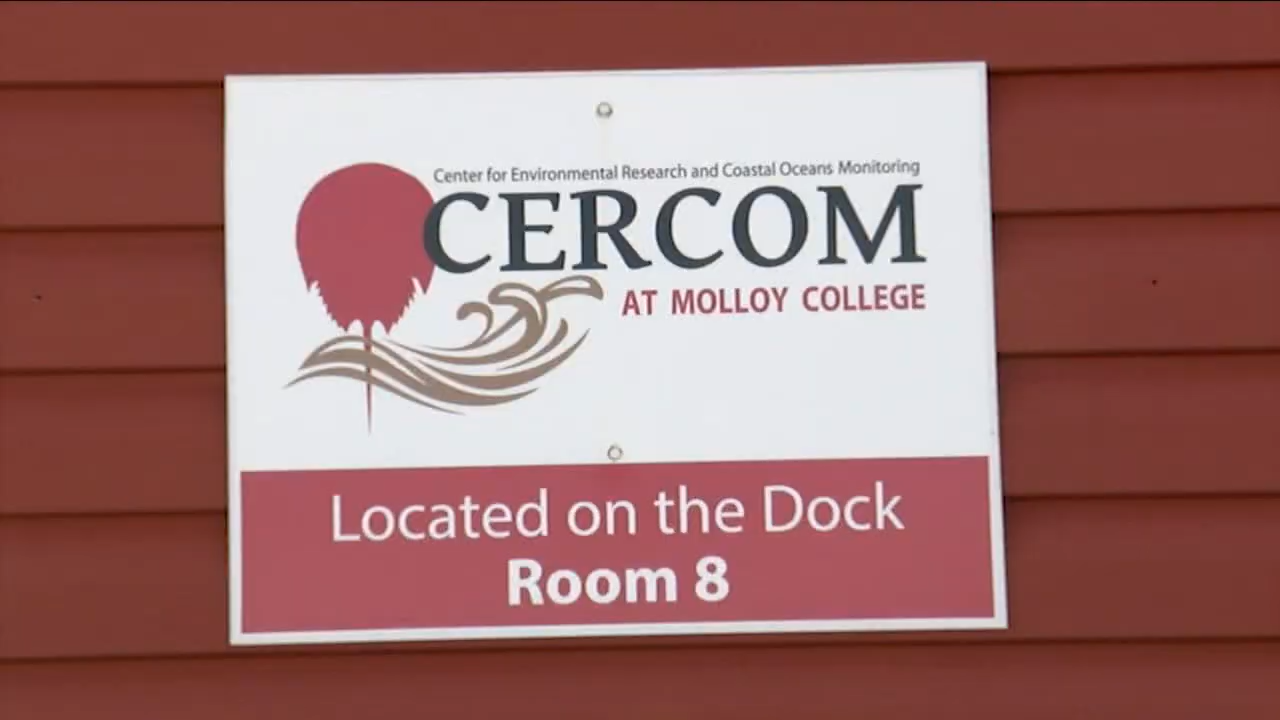 Center for Environmental Research and Coastal Oceans Monitoring
CERCOM
AT MOLLOY COLLEGE
Located on the Dock
Room 8